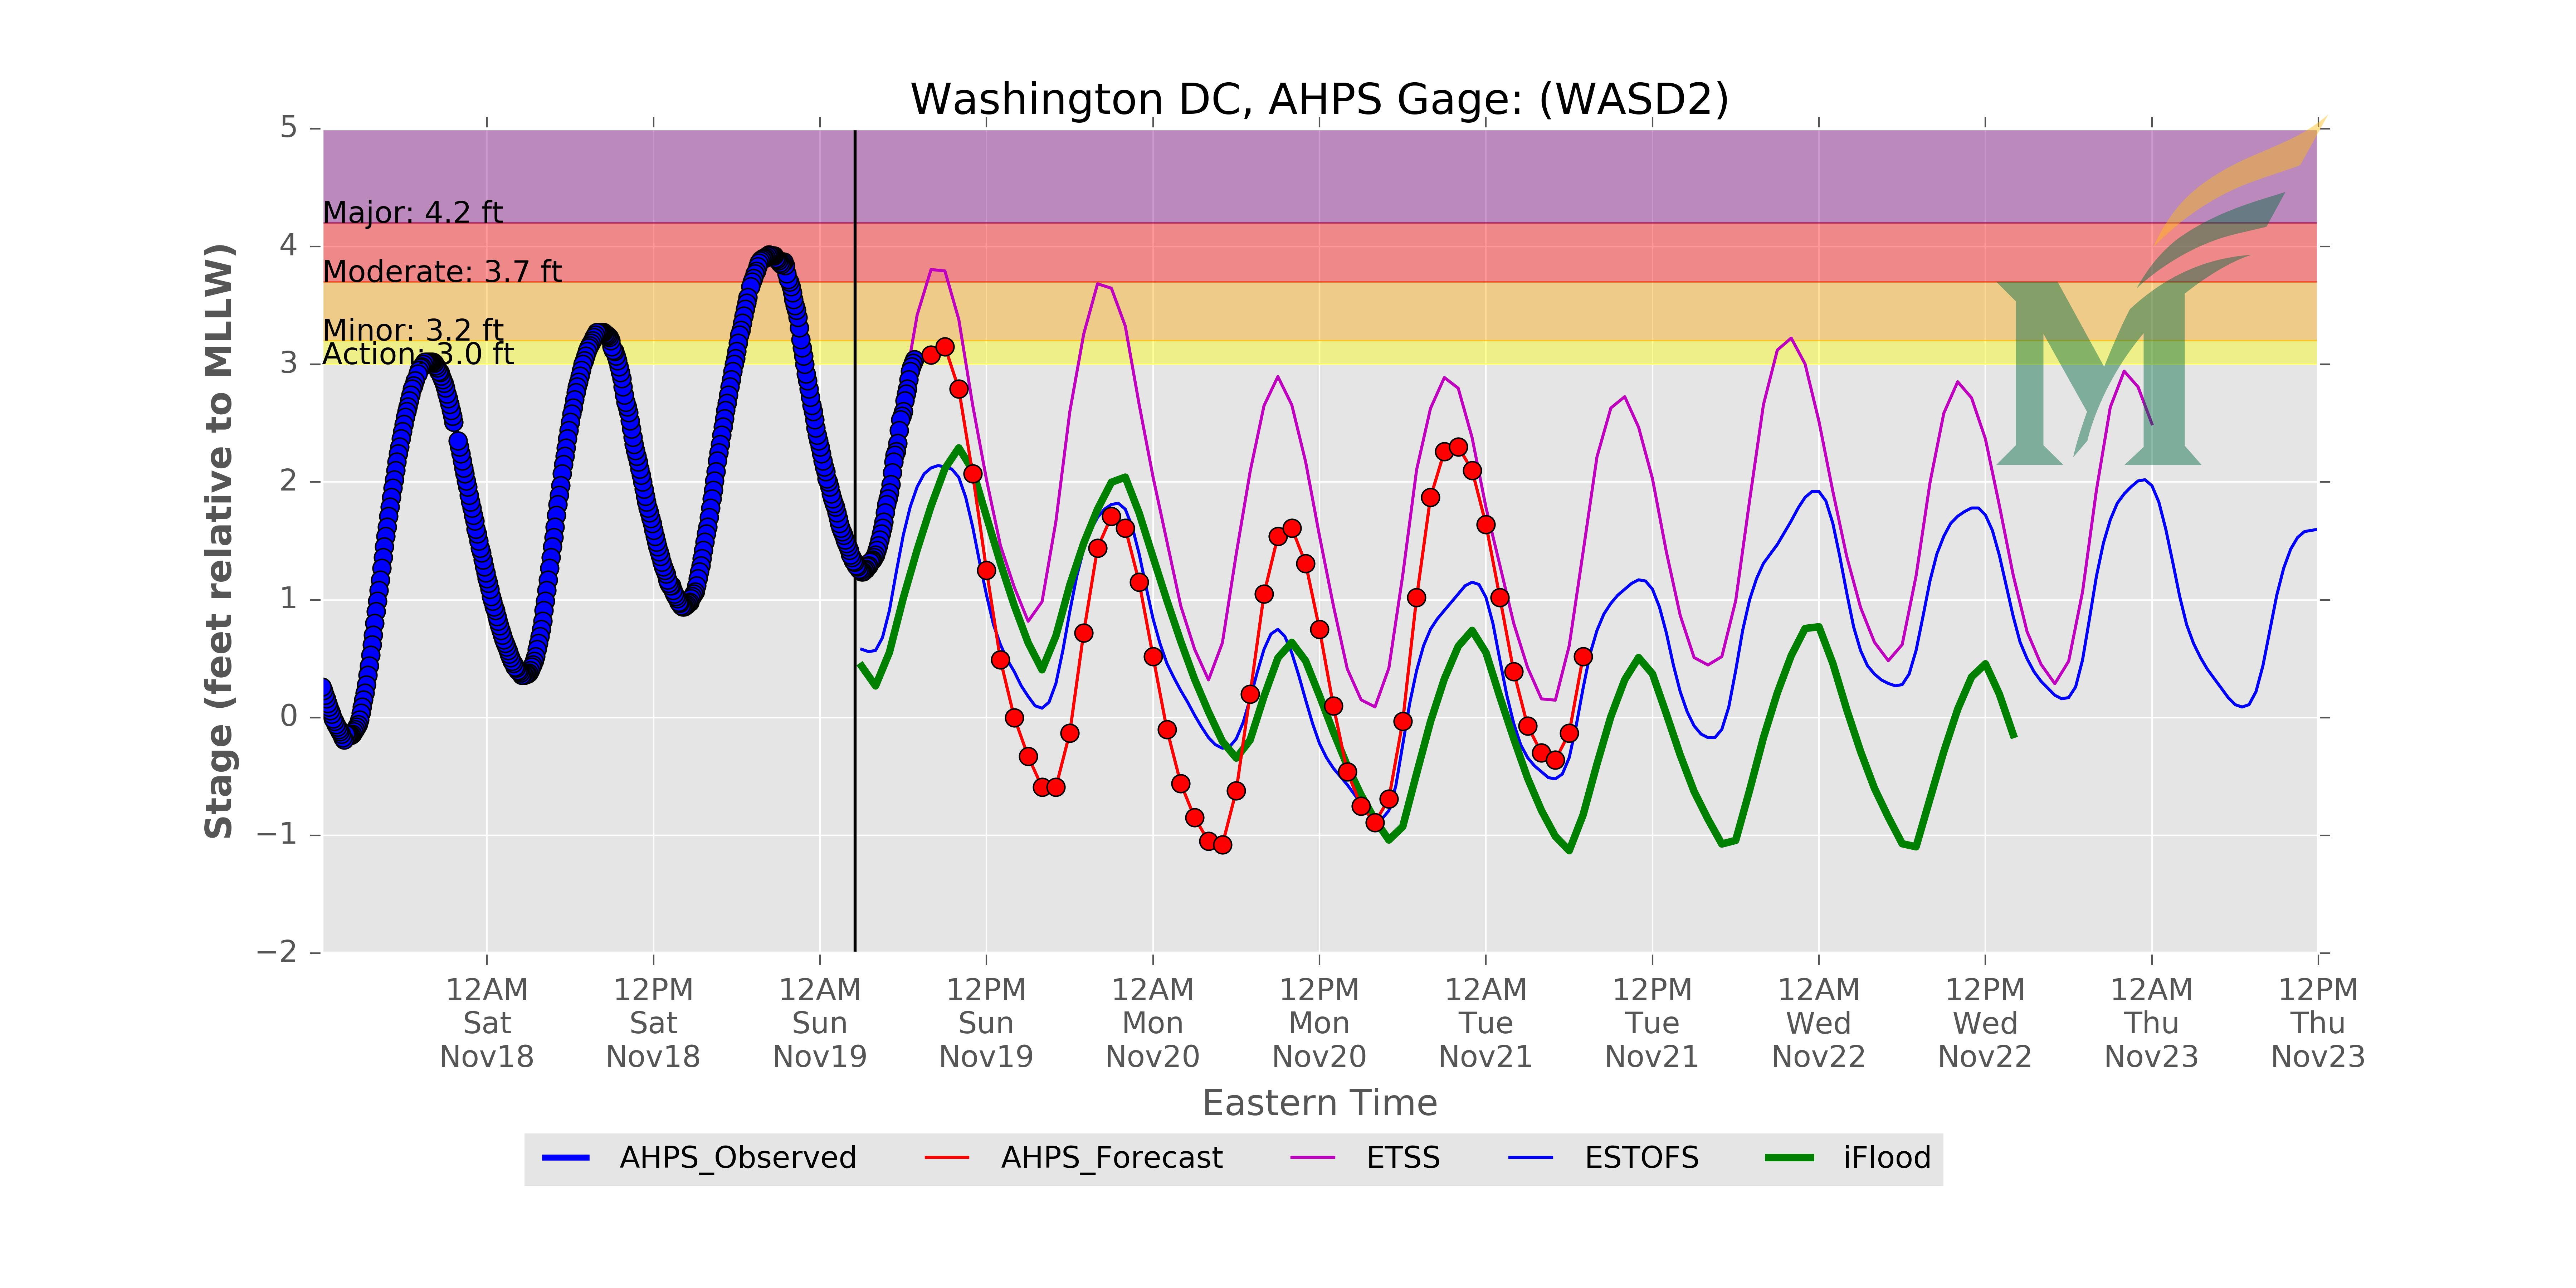 Washington DC, AHPS Gage: (WASD2)
Stage (feet relative to MLLW)
5
4
3
2
1
0
−1
−2
Major: 4.2 ft
Moderate: 3.7 ft
Minor: 3.2 ft
Action: 3.0 ft
M
12AM 12PM 12AM 12PM 12AM 12PM 12AM 12PM 12AM 12PM 12AM 12PM
Sat Sat Sun Sun Mon Mon Tue Tue Wed Wed Thu Thu
Nov18 Nov18 Nov19 Nov19 Nov20 Nov20 Nov21 Nov21 Nov22 Nov22 Nov23 Nov23
Eastern Time
AHPS_Observed AHPS_Forecast ETSS ESTOFS iFlood